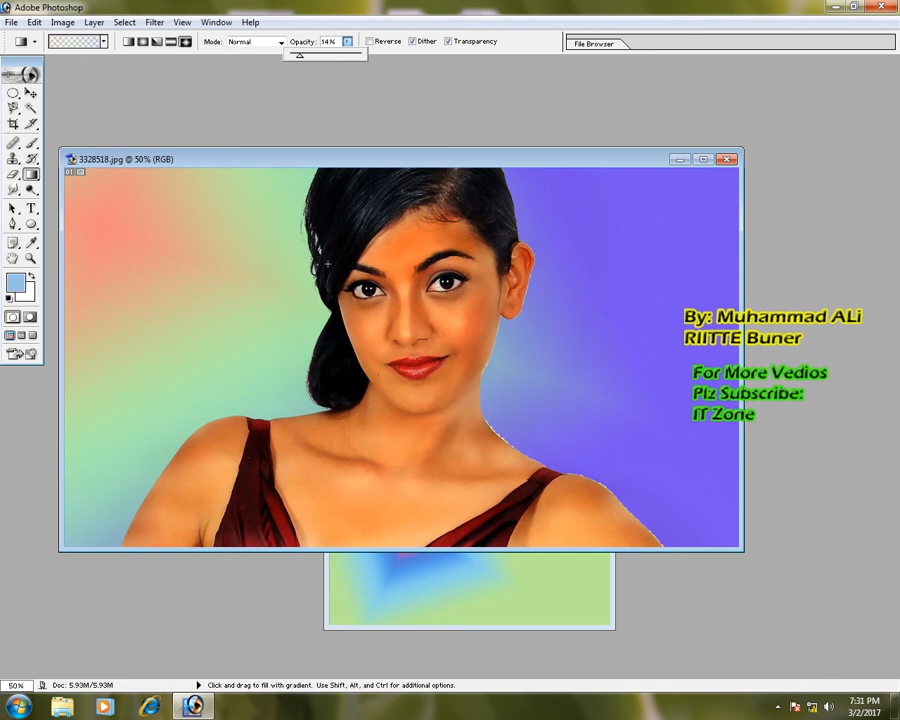 Adobe Photoshop
File Edit Image Layer Select Filter View Window Help
Mode: Normal Opacity: 14% Reverse Dither Transparency File Browser
3328518.jpg @ 50% (RGB)
01
By: Muhammad ALi
RIITTE Buner
For More Vedios
Plz Subscribe:
IT Zone
50% Doc: 5.93M/5.93M Click and drag to fill with gradient. Use Shift, Alt, and Ctrl for additional options.
7:31 PM
3/2/2017